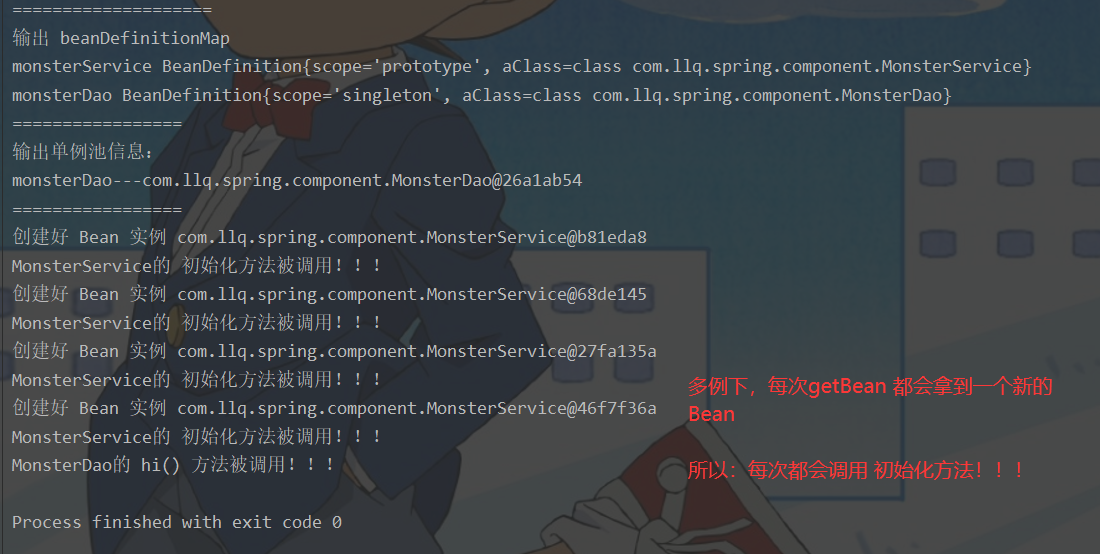 ====================
输出 beanDefinitionMap
monsterService BeanDefinition{scope='prototype', aClass=class com.llq.spring.component.MonsterService}
monsterDao BeanDefinition{scope='singleton', aClass=class com.llq.spring.component.MonsterDao}
=================
输出单例池信息:
monsterDao---com.llq.spring.component.MonsterDao@26a1ab54
=================
创建好 Bean 实例 com.llq.spring.component.MonsterService@b81eda8
MonsterService的 初始化方法被调用！！！
创建好 Bean 实例 com.llq.spring.component.MonsterService@68de145
MonsterService的 初始化方法被调用！！！
创建好 Bean 实例 com.llq.spring.component.MonsterService@27fa135a
MonsterService的 初始化方法被调用！！！
创建好 Bean 实例 com.llq.spring.component.MonsterService@46f7f36a
MonsterService的 初始化方法被调用！！！
MonsterDao的 hi() 方法被调用！！！
Process finished with exit code 0
多例下，每次getBean 都会拿到一个新的
Bean
所以：每次都会调用 初始化方法！！！